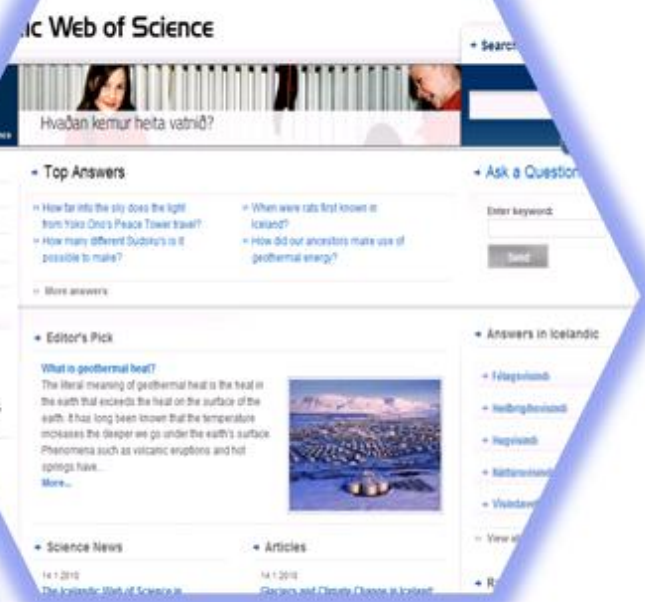 ic Web of Science
+ Search
Hvaðan kemur heita vatnið?
Top Answers
How far into the sky does the light
from Yoko Ono's Peace Tower travel?
How many different Sudoku's is it
possible to make?
When were rats first known in
Iceland?
How did our ancestors make use of
geothermal energy?
More answers
Ask a Question
Enter keyword:
Send
Editor's Pick
What is geothermal heat?
The literal meaning of geothermal heat is the heat in
the earth that exceeds the heat on the surface of the
earth. It has long been known that the temperature
increases the deeper we go under the earth's surface.
Phenomena such as volcanic eruptions and hot
springs have...
More...
Answers in Icelandic
Félagsvísindi
Heilbrigðisvísindi
Hugvísindi
View
Science News
14.1.2010
The Icelandic Web of Science in
Articles
14.1.2010
Glaciers and Climate Change in Iceland